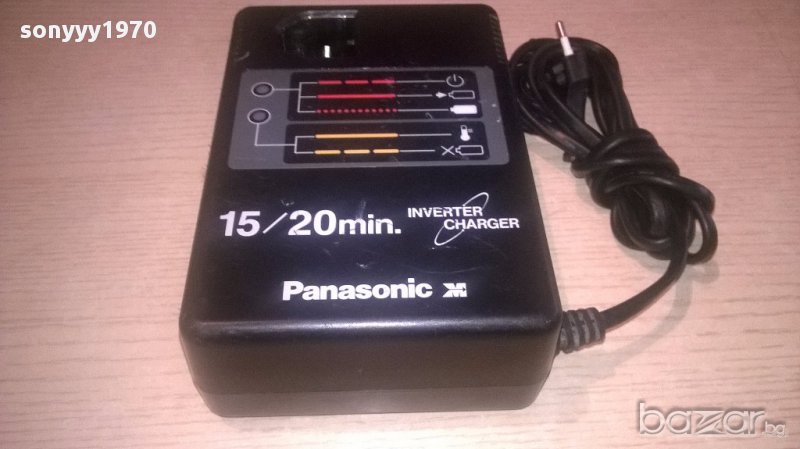 sonyyy1970
15/20min. INVERTER CHARGER
Panasonic
bazar.bg